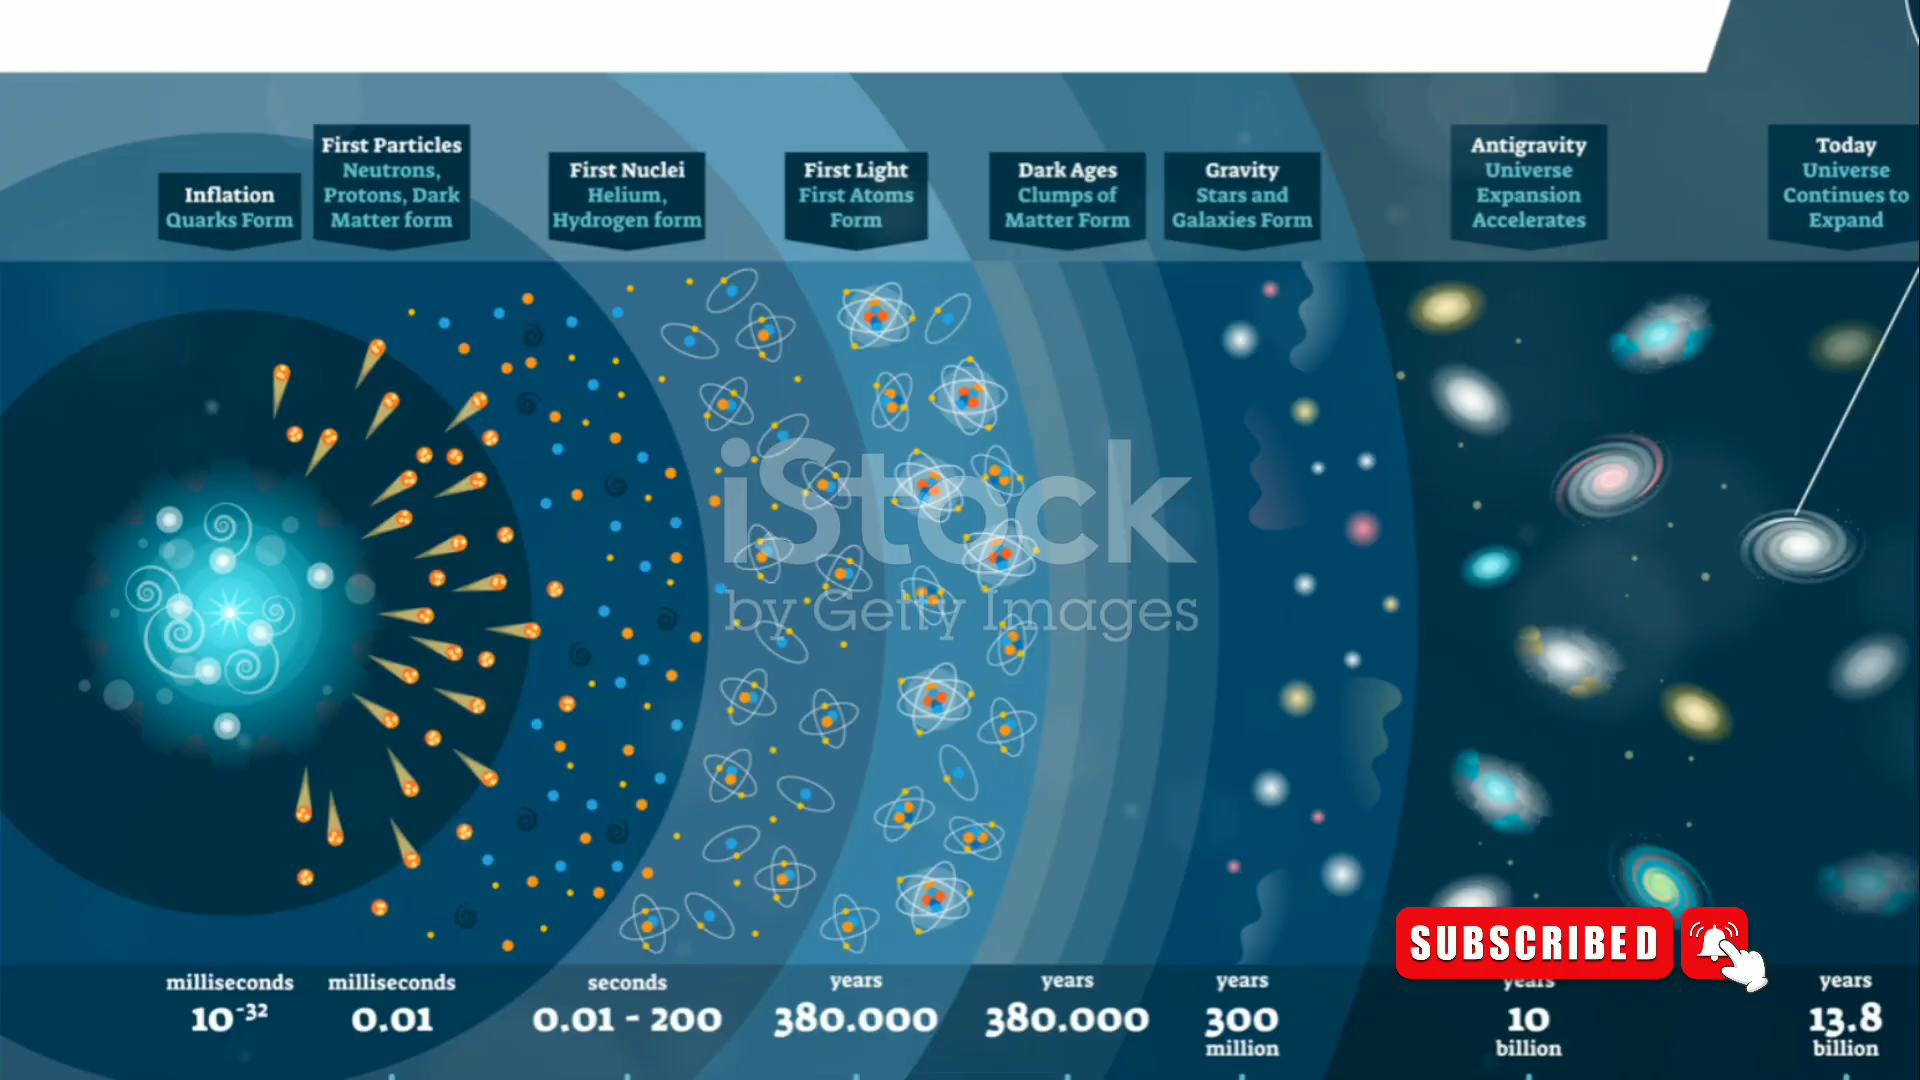 Inflation
Quarks Form
First Particles
Neutrons,
Protons, Dark
Matter form
First Nuclei
Helium,
Hydrogen form
First Light
First Atoms
Form
Dark Ages
Clumps of
Matter Form
Gravity
Stars and
Galaxies Form
Antigravity
Universe
Expansion
Accelerates
Today
Universe
Continues to
Expand
iStock
by Getty Images
SUBSCRIBED
milliseconds
10-32
milliseconds
0.01
seconds
0.01 - 200
years
380.000
years
380.000
years
300
million
years
10
billion
years
13.8
billion